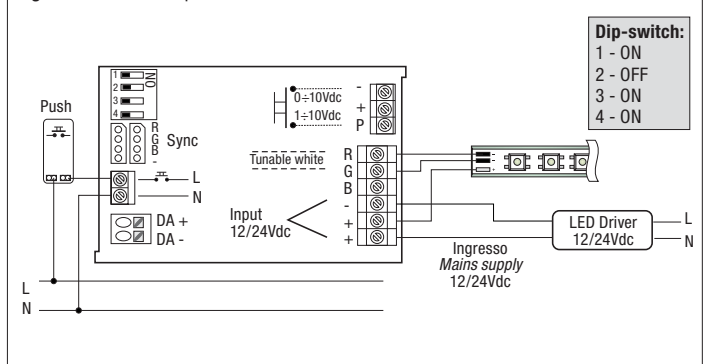 Dip-switch:
1 - ON
2 - OFF
3 - ON
4 - ON
Push
1
2
3
4
ON
R
G
B
-
Sync
0÷10Vdc
1÷10Vdc
-
+
P
Tunable white
R
G
B
-
+
+
L
N
DA +
DA -
Input
12/24Vdc
LED Driver
12/24Vdc
L
N
Ingresso
Mains supply
12/24Vdc
L
N